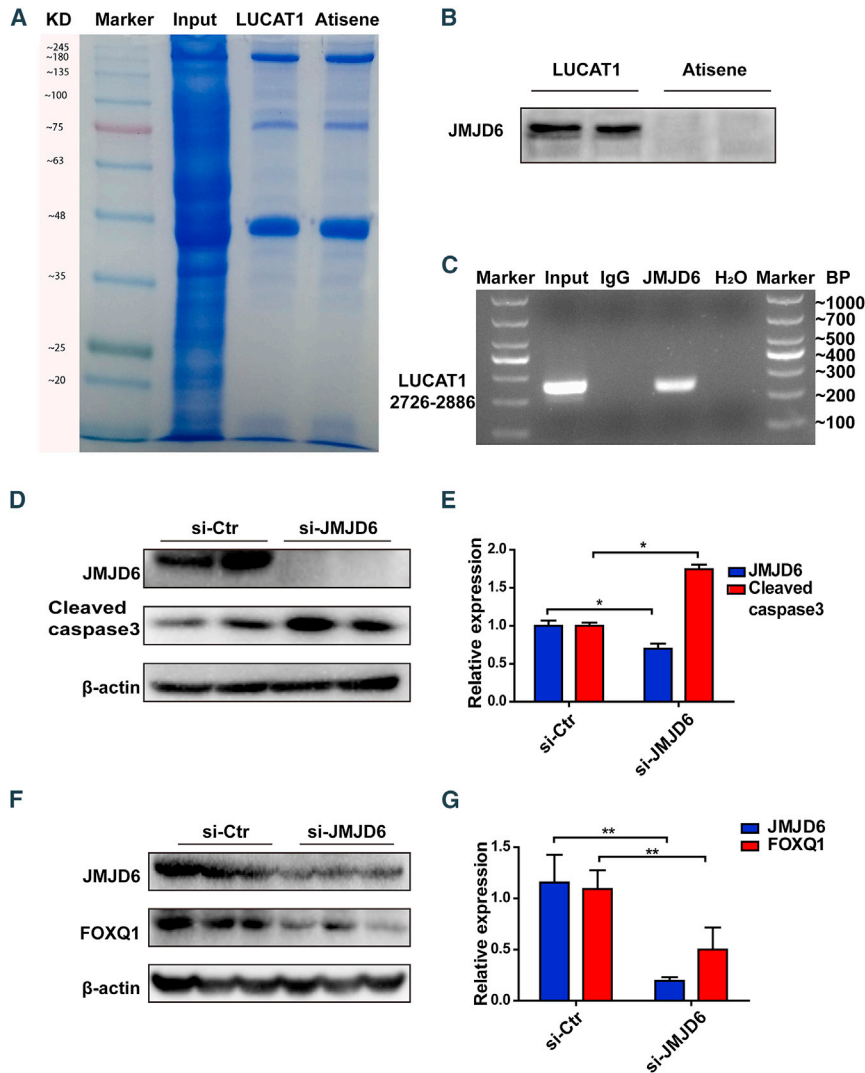 A
KD Marker Input LUCAT1 Atisene
~245
~180
~135
~100
~75
~63
~48
~35
~25
~20
B
LUCAT1 Atisene
JMJD6
C
Marker Input IgG JMJD6 H₂O Marker BP
~1000
~700
~500
~400
~300
~200
~100
LUCAT1
2726-2886
D
si-Ctr si-JMJD6
JMJD6
Cleaved
caspase3
β-actin
E
Relative expression
2.0
1.5
1.0
0.5
0.0
*
*
si-Ctr
si-JMJD6
JMJD6
Cleaved
caspase3
F
si-Ctr si-JMJD6
JMJD6
FOXQ1
β-actin
G
Relative expression
1.5
1.0
0.5
0.0
**
**
si-Ctr
si-JMJD6
JMJD6
FOXQ1